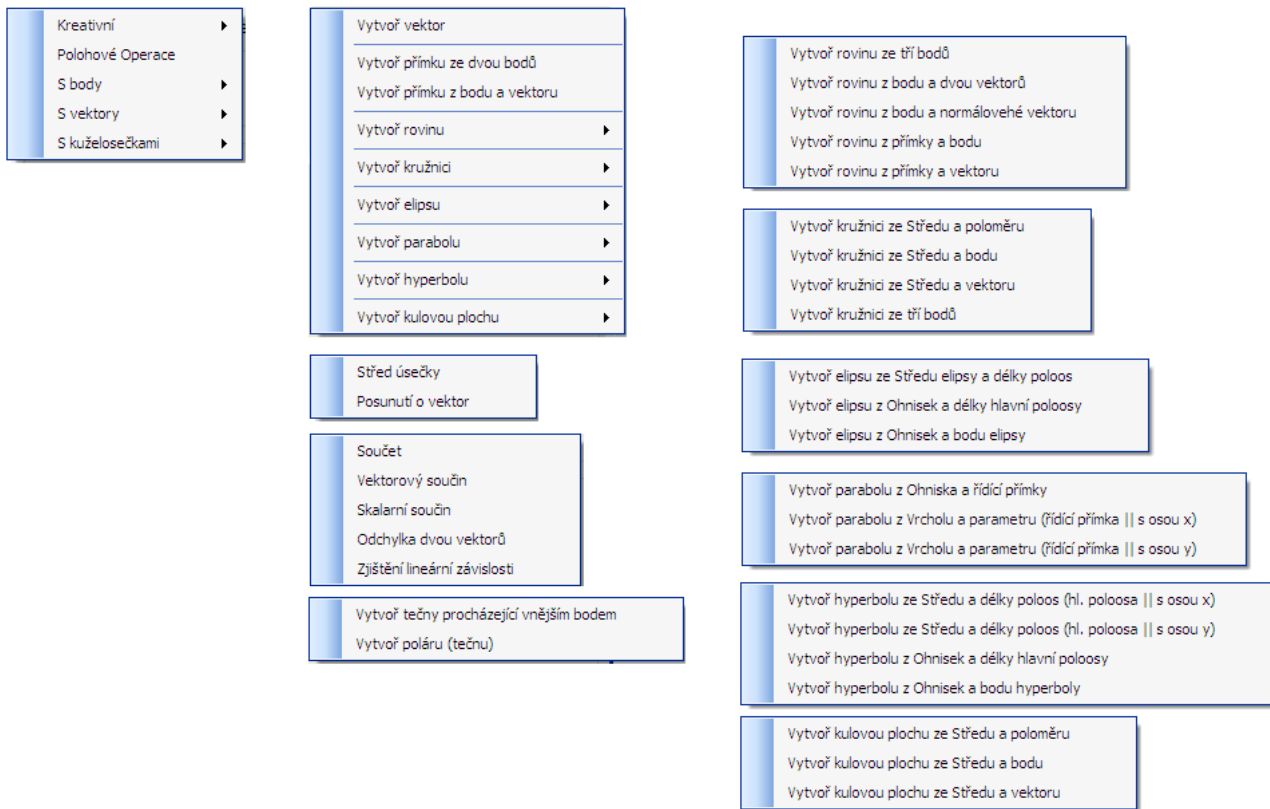 Kreativní
Polohové Operace
S body
S vektory
S kuželosečkami
Vytvoř vektor
Vytvoř přímku ze dvou bodů
Vytvoř přímku z bodu a vektoru
Vytvoř rovinu
Vytvoř kružnici
Vytvoř elipsu
Vytvoř parabolu
Vytvoř hyperbolu
Vytvoř kulovou plochu
Střed úsečky
Posunutí o vektor
Součet
Vektorový součin
Skalarní součin
Odchylka dvou vektorů
Zjištění lineární závislosti
Vytvoř tečny procházející vnějším bodem
Vytvoř poláru (tečnu)
Vytvoř rovinu ze tří bodů
Vytvoř rovinu z bodu a dvou vektorů
Vytvoř rovinu z bodu a normálovehé vektoru
Vytvoř rovinu z přímky a bodu
Vytvoř rovinu z přímky a vektoru
Vytvoř kružnici ze Středu a poloměru
Vytvoř kružnici ze Středu a bodu
Vytvoř kružnici ze Středu a vektoru
Vytvoř kružnici ze tří bodů
Vytvoř elipsu ze Středu elipsy a délky poloos
Vytvoř elipsu z Ohnisek a délky hlavní poloosy
Vytvoř elipsu z Ohnisek a bodu elipsy
Vytvoř parabolu z Ohniska a řídící přímky
Vytvoř parabolu z Vrcholu a parametru (řídící přímka || s osou x)
Vytvoř parabolu z Vrcholu a parametru (řídící přímka || s osou y)
Vytvoř hyperbolu ze Středu a délky poloos (hl. poloosa || s osou x)
Vytvoř hyperbolu ze Středu a délky poloos (hl. poloosa || s osou y)
Vytvoř hyperbolu z Ohnisek a délky hlavní poloosy
Vytvoř hyperbolu z Ohnisek a bodu hyperboly
Vytvoř kulovou plochu ze Středu a poloměru
Vytvoř kulovou plochu ze Středu a bodu
Vytvoř kulovou plochu ze Středu a vektoru